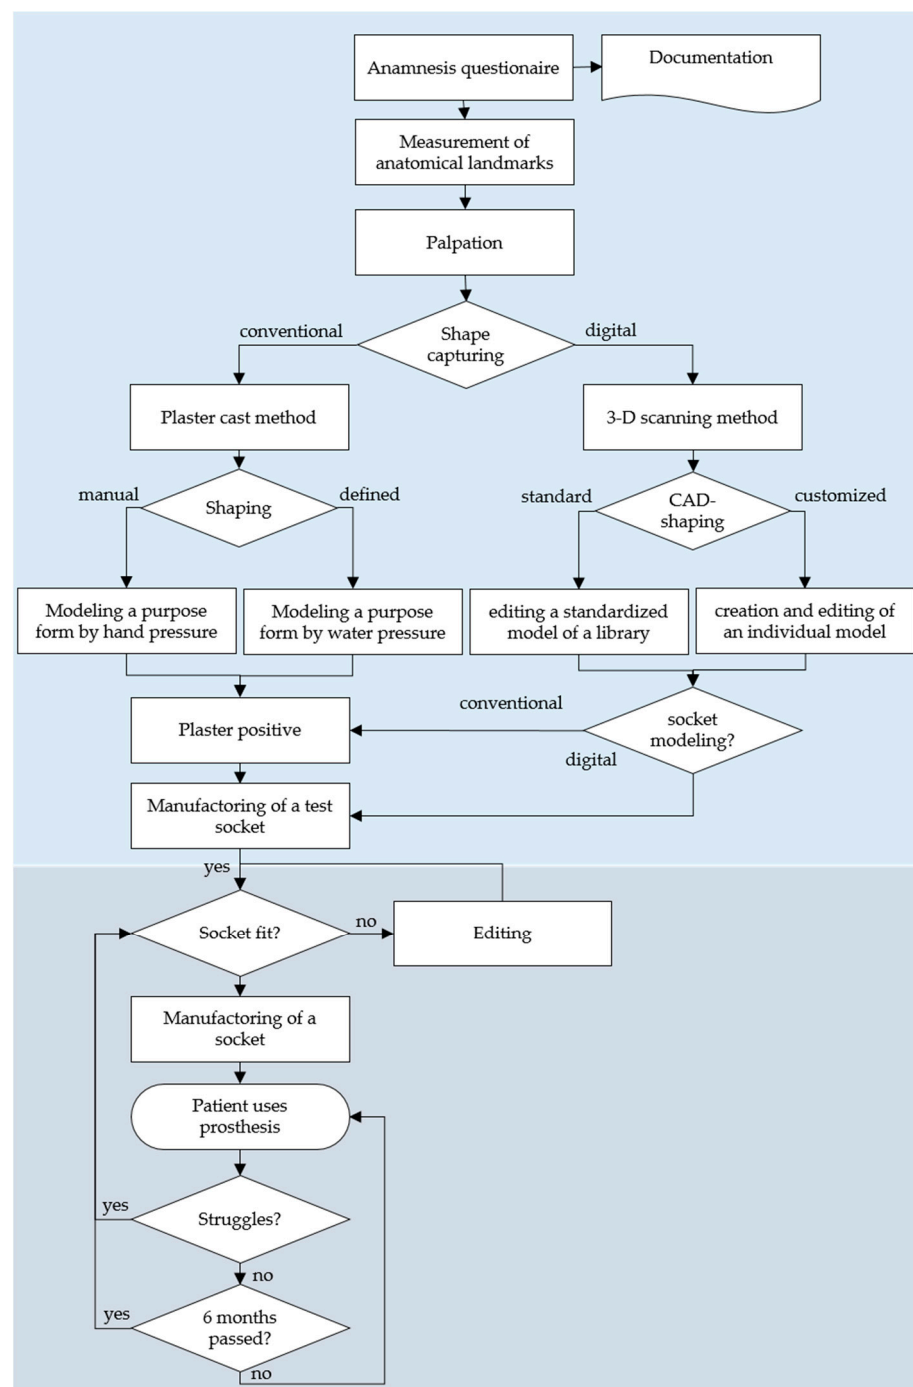 Anamnesis questionaire
Documentation
Measurement of
anatomical landmarks
Palpation
conventional
Shape
capturing
digital
Plaster cast method
3-D scanning method
manual
Shaping
defined
standard
CAD-
shaping
customized
Modeling a purpose
form by hand pressure
Modeling a purpose
form by water pressure
editing a standardized
model of a library
creation and editing of
an individual model
Plaster positive
conventional
socket
modeling?
digital
Manufactoring of a test
socket
yes
Socket fit?
no
Editing
Manufactoring of a
socket
Patient uses
prosthesis
yes
Struggles?
no
yes
6 months
passed?
no